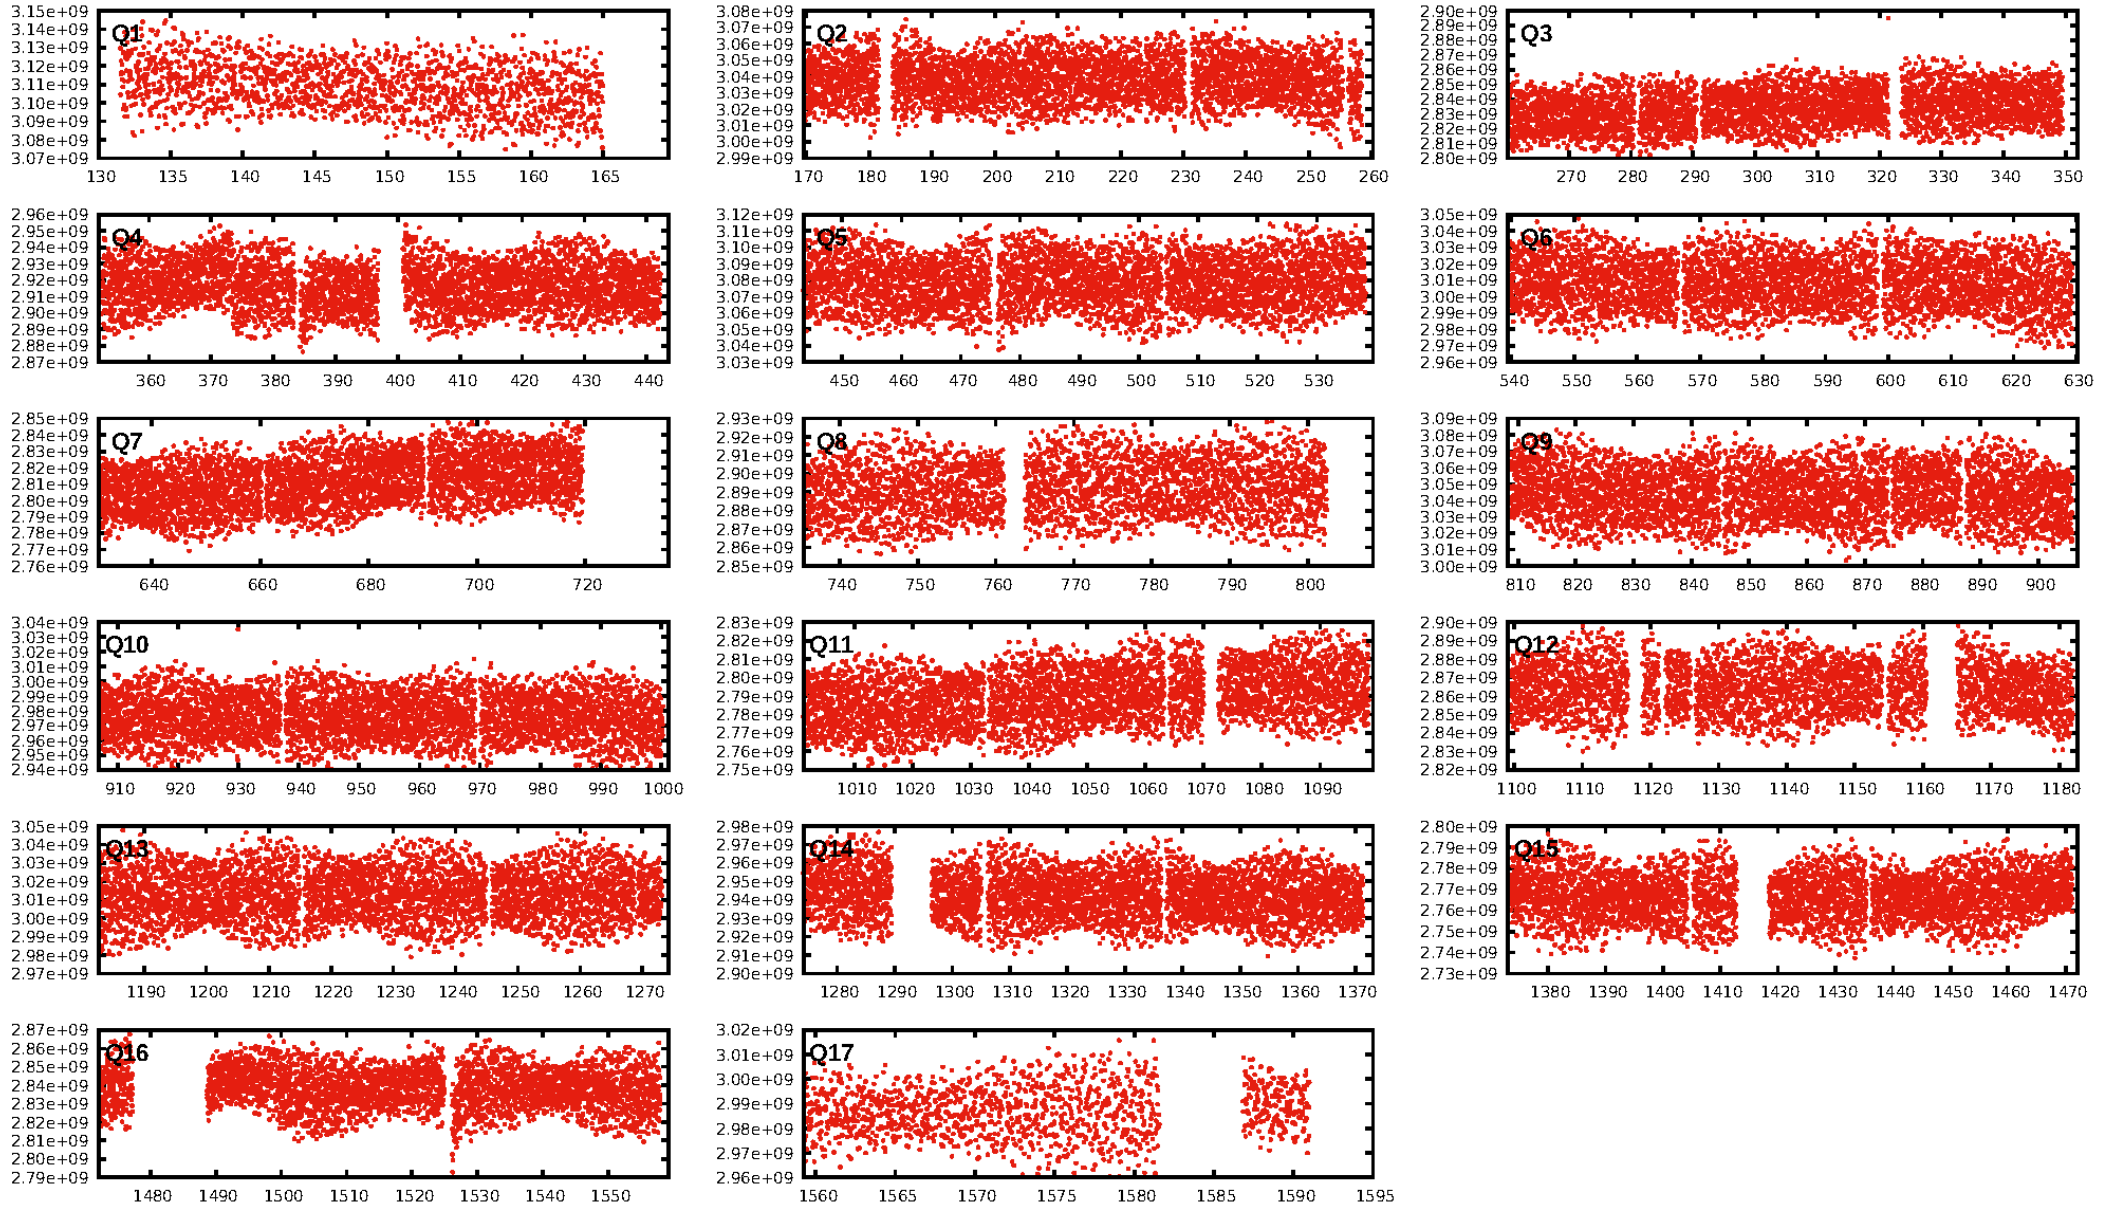 3.15e+09
3.14e+09
3.13e+09
3.12e+09
3.11e+09
3.10e+09
3.09e+09
3.08e+09
3.07e+09
Q1
130 135 140 145 150 155 160 165
3.08e+09
3.07e+09
3.06e+09
3.05e+09
3.04e+09
3.03e+09
3.02e+09
3.01e+09
3.00e+09
2.99e+09
Q2
170 180 190 200 210 220 230 240 250 260
2.90e+09
2.89e+09
2.88e+09
2.87e+09
2.86e+09
2.85e+09
2.84e+09
2.83e+09
2.82e+09
2.81e+09
2.80e+09
Q3
270 280 290 300 310 320 330 340 350
2.96e+09
2.95e+09
2.94e+09
2.93e+09
2.92e+09
2.91e+09
2.90e+09
2.89e+09
2.88e+09
2.87e+09
Q4
360 370 380 390 400 410 420 430 440
3.12e+09
3.11e+09
3.10e+09
3.09e+09
3.08e+09
3.07e+09
3.06e+09
3.05e+09
3.04e+09
3.03e+09
Q5
450 460 470 480 490 500 510 520 530
3.05e+09
3.04e+09
3.03e+09
3.02e+09
3.01e+09
3.00e+09
2.99e+09
2.98e+09
2.97e+09
2.96e+09
Q6
540 550 560 570 580 590 600 610 620 630
2.85e+09
2.84e+09
2.83e+09
2.82e+09
2.81e+09
2.80e+09
2.79e+09
2.78e+09
2.77e+09
2.76e+09
Q7
640 660 680 700 720
2.93e+09
2.92e+09
2.91e+09
2.90e+09
2.89e+09
2.88e+09
2.87e+09
2.86e+09
2.85e+09
Q8
740 750 760 770 780 790 800
3.09e+09
3.08e+09
3.07e+09
3.06e+09
3.05e+09
3.04e+09
3.03e+09
3.02e+09
3.01e+09
3.00e+09
Q9
810 820 830 840 850 860 870 880 890 900
3.04e+09
3.03e+09
3.02e+09
3.01e+09
3.00e+09
2.99e+09
2.98e+09
2.97e+09
2.96e+09
2.95e+09
2.94e+09
Q10
910 920 930 940 950 960 970 980 990 1000
2.83e+09
2.82e+09
2.81e+09
2.80e+09
2.79e+09
2.78e+09
2.77e+09
2.76e+09
2.75e+09
Q11
1010 1020 1030 1040 1050 1060 1070 1080 1090
2.90e+09
2.89e+09
2.88e+09
2.87e+09
2.86e+09
2.85e+09
2.84e+09
2.83e+09
2.82e+09
Q12
1100 1110 1120 1130 1140 1150 1160 1170 1180
3.05e+09
3.04e+09
3.03e+09
3.02e+09
3.01e+09
3.00e+09
2.99e+09
2.98e+09
2.97e+09
Q13
1190 1200 1210 1220 1230 1240 1250 1260 1270
2.98e+09
2.97e+09
2.96e+09
2.95e+09
2.94e+09
2.93e+09
2.92e+09
2.91e+09
2.90e+09
Q14
1280 1290 1300 1310 1320 1330 1340 1350 1360 1370
2.80e+09
2.79e+09
2.78e+09
2.77e+09
2.76e+09
2.75e+09
2.74e+09
2.73e+09
Q15
1380 1390 1400 1410 1420 1430 1440 1450 1460 1470
2.87e+09
2.86e+09
2.85e+09
2.84e+09
2.83e+09
2.82e+09
2.81e+09
2.80e+09
2.79e+09
Q16
1480 1490 1500 1510 1520 1530 1540 1550
3.02e+09
3.01e+09
3.00e+09
2.99e+09
2.98e+09
2.97e+09
2.96e+09
Q17
1560 1565 1570 1575 1580 1585 1590 1595